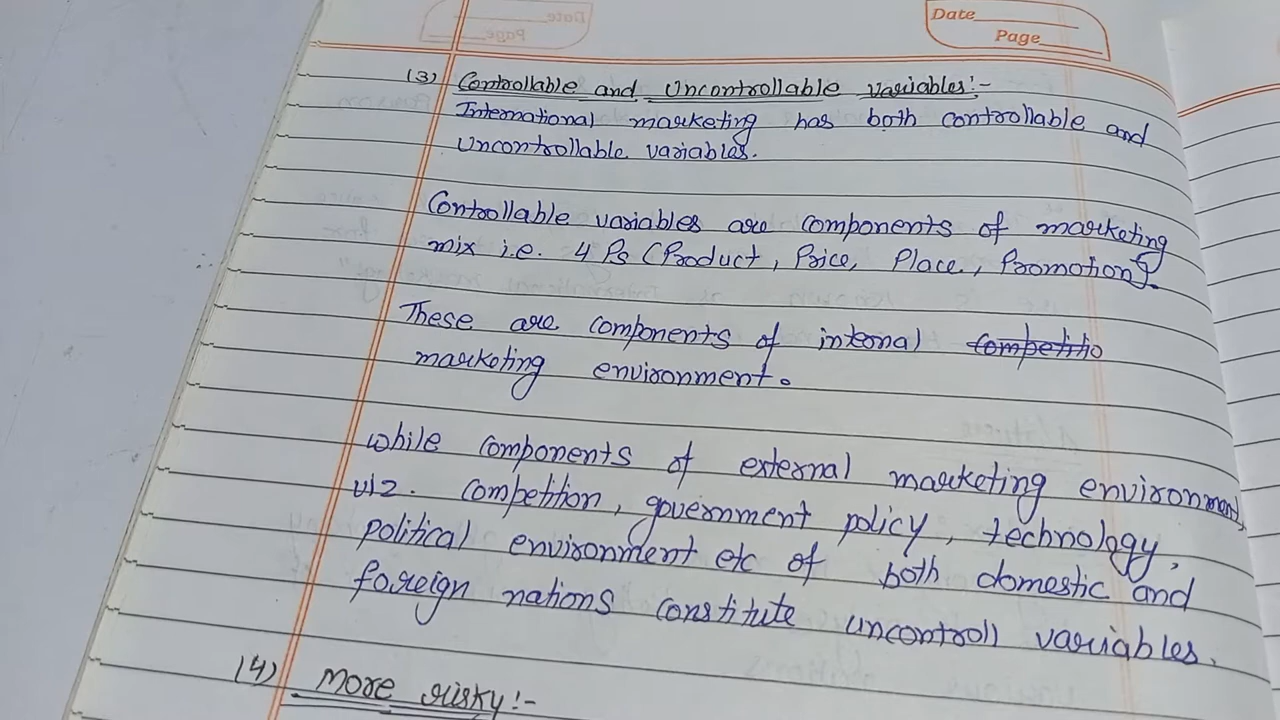 Date
Page
(3) Controllable and Uncontrollable variables:-
International marketing has both controllable and
uncontrollable variables.
Controllable variables are components of marketing
mix i.e. 4 Ps (Product, Price, Place, Promotion).
These are components of internal competitio
marketing environment.
while components of external marketing environment,
viz. competition, government policy, technology,
political environment etc of both domestic and
foreign nations constitute uncontroll variables.
(4) More risky:-